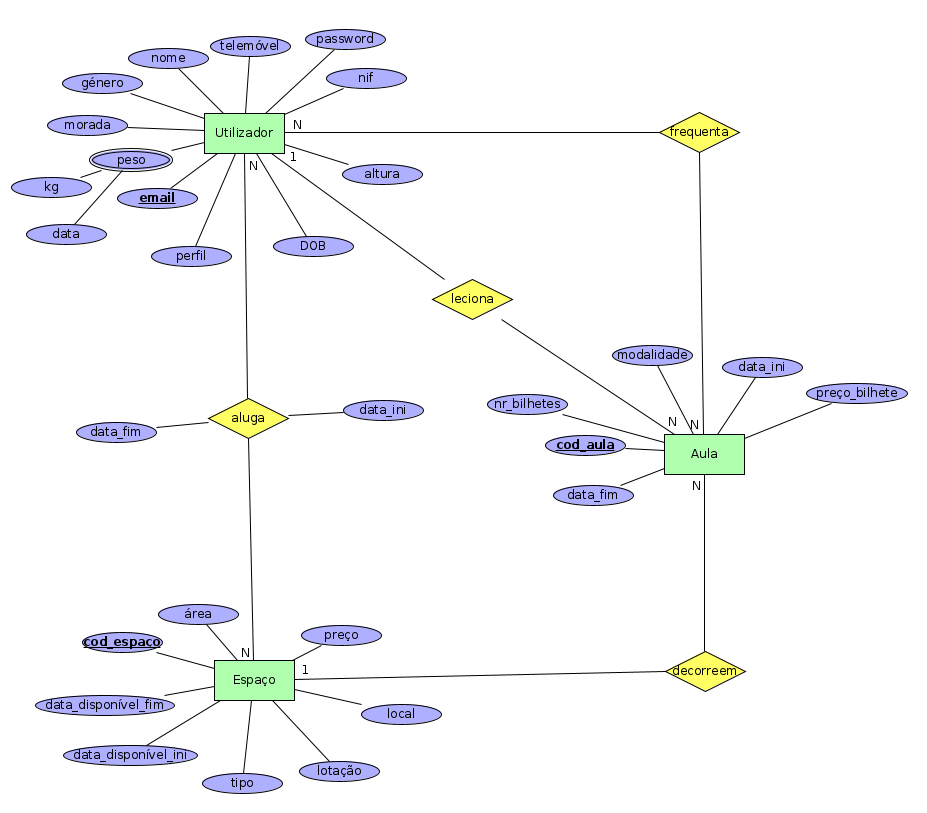 password
telemóvel
nome
nif
género
morada
Utilizador
N
frequenta
peso
1
N
altura
kg
email
data
DOB
perfil
leciona
modalidade
data_ini
preço_bilhete
nr_bilhetes
data_ini
aluga
data_fim
N
N
cod_aula
Aula
data_fim
N
área
preço
cod_espaco
N
1
decorreem
Espaço
data_disponível_fim
local
data_disponível_ini
lotação
tipo